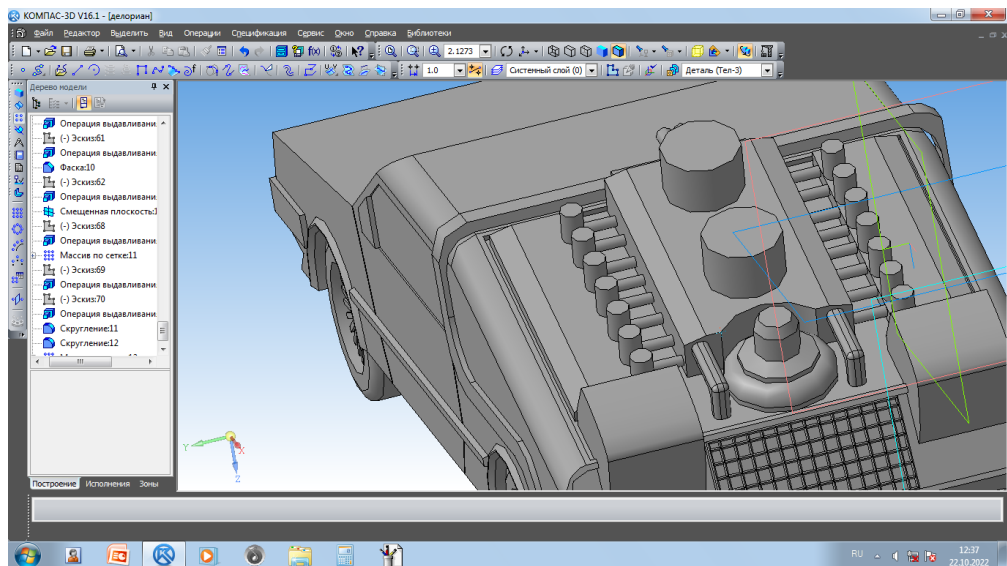 КОМПАС-3D V16.1 - [делориан]
Файл Редактор Выделить Вид Операции Спецификация Сервис Окно Справка Библиотеки
2.1273
1.0 Системный слой (0) Деталь (Тел-3)
Дерево модели
Операция выдавливани
(-) Эскиз:61
Операция выдавливани
Фаска:10
(-) Эскиз:62
Операция выдавливани
Смещенная плоскость:1
(-) Эскиз:68
Операция выдавливани
Массив по сетке:11
(-) Эскиз:69
Операция выдавливани
(-) Эскиз:70
Операция выдавливани
Скругление:11
Скругление:12
Y
X
Z
Построение Исполнения Зоны
RU
12:37
22.10.2022